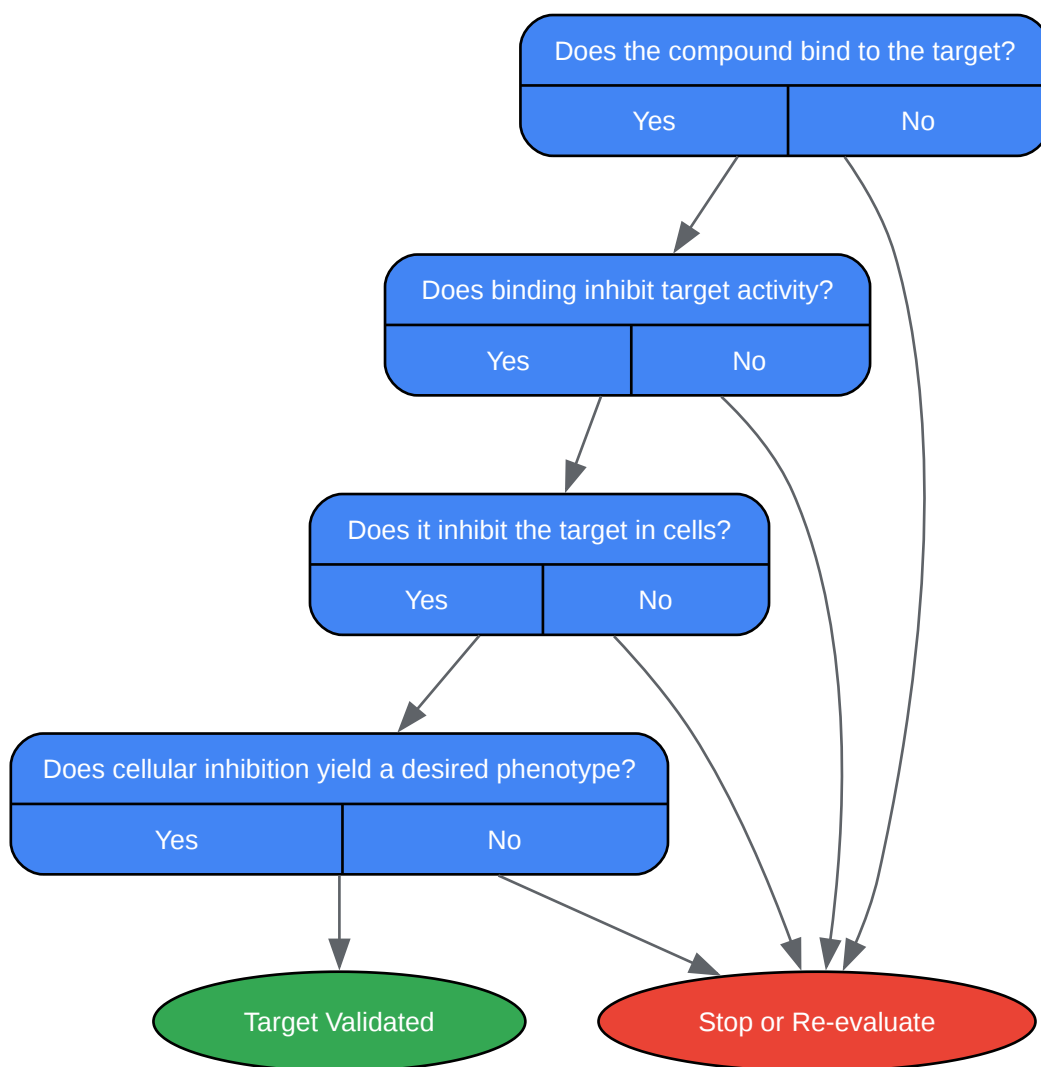 Does the compound bind to the target?
Yes
No
Does binding inhibit target activity?
Yes
No
Does it inhibit the target in cells?
Yes
No
Does cellular inhibition yield a desired phenotype?
Yes
No
Target Validated
Stop or Re-evaluate